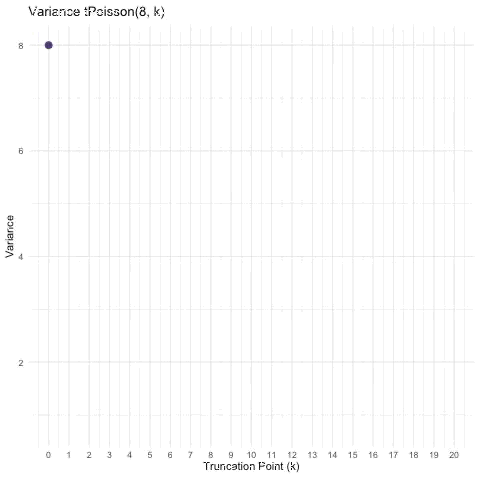 Variance tPoisson(8, k)
8
6
4
2
Variance
0 1 2 3 4 5 6 7 8 9 10 11 12 13 14 15 16 17 18 19 20
Truncation Point (k)